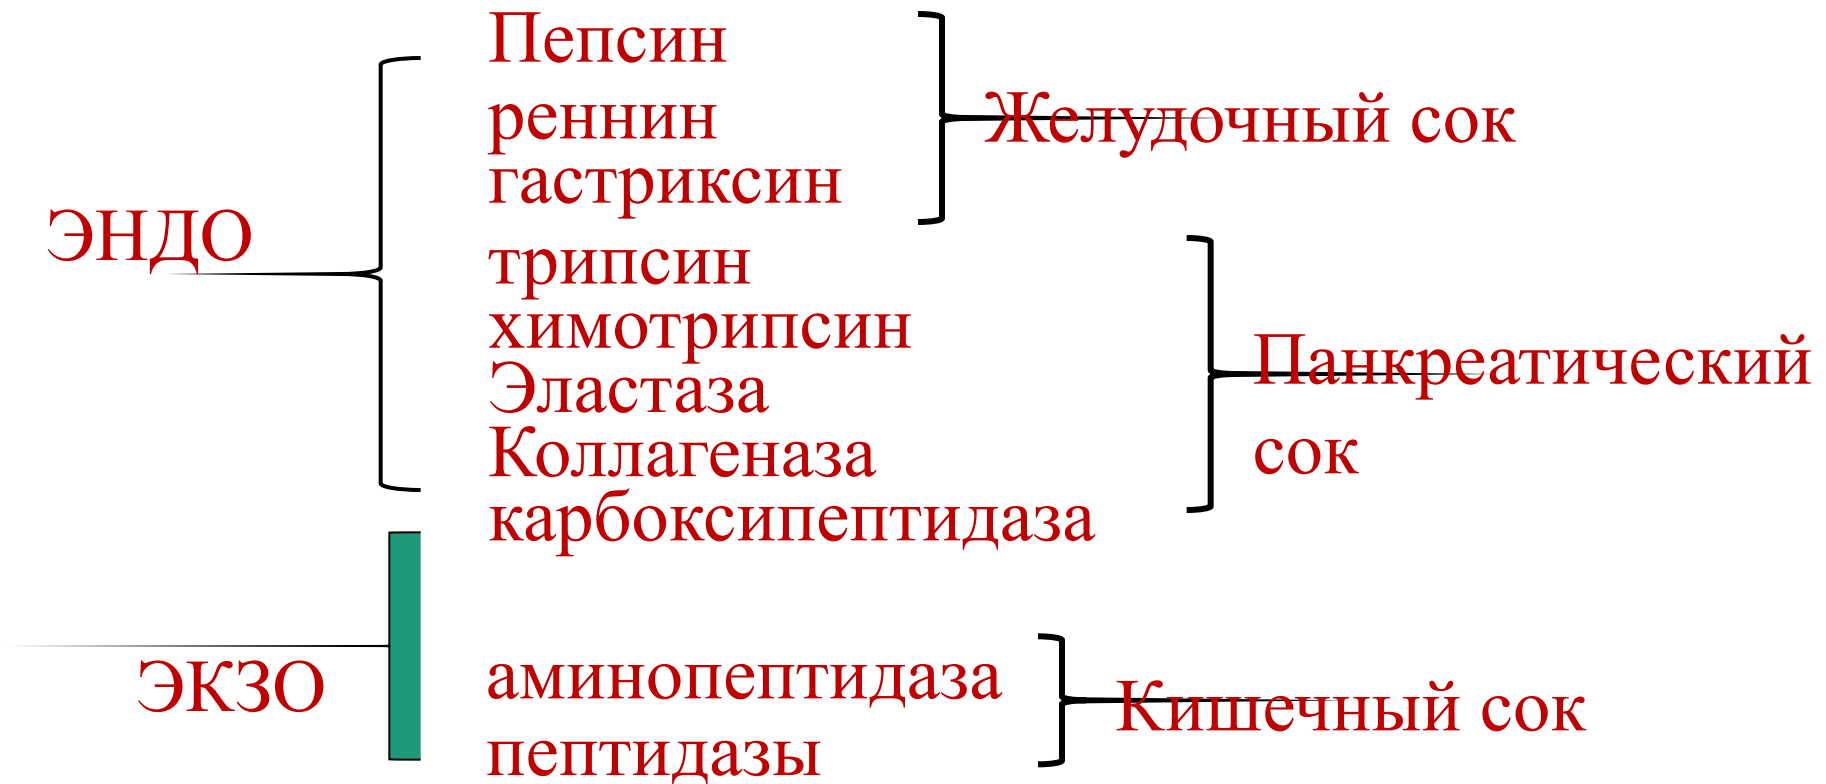 Пепсин
реннин
гастриксин
Желудочный сок
ЭНДО
трипсин
химотрипсин
Эластаза
Коллагеназа
карбоксипептидаза
Панкреатический
сок
ЭКЗО
аминопептидаза
пептидазы
Кишечный сок